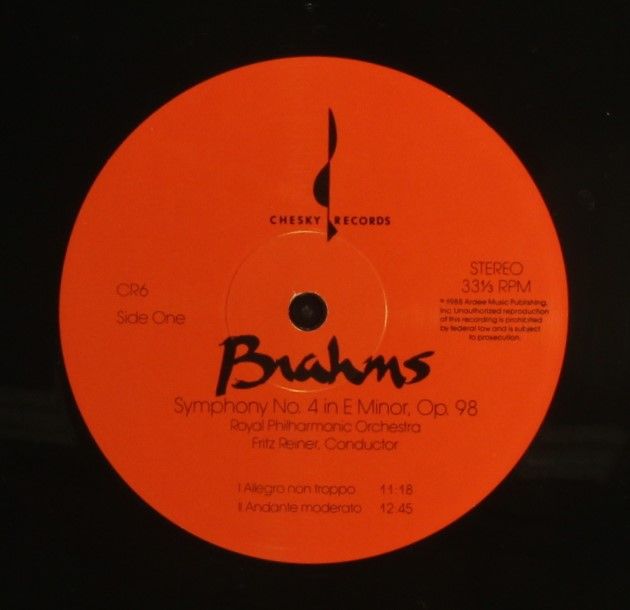 CHESKY RECORDS
CR6
Side One
STEREO
33⅓ RPM
℗ 1988 Ardee Music Publishing,
Inc. Unauthorized reproduction
of this recording is prohibited
by federal law and is subject
to prosecution.
Brahms
Symphony No. 4 in E Minor, Op. 98
Royal Philharmonic Orchestra
Fritz Reiner, Conductor
I Allegro non troppo 11:18
II Andante moderato 12:45